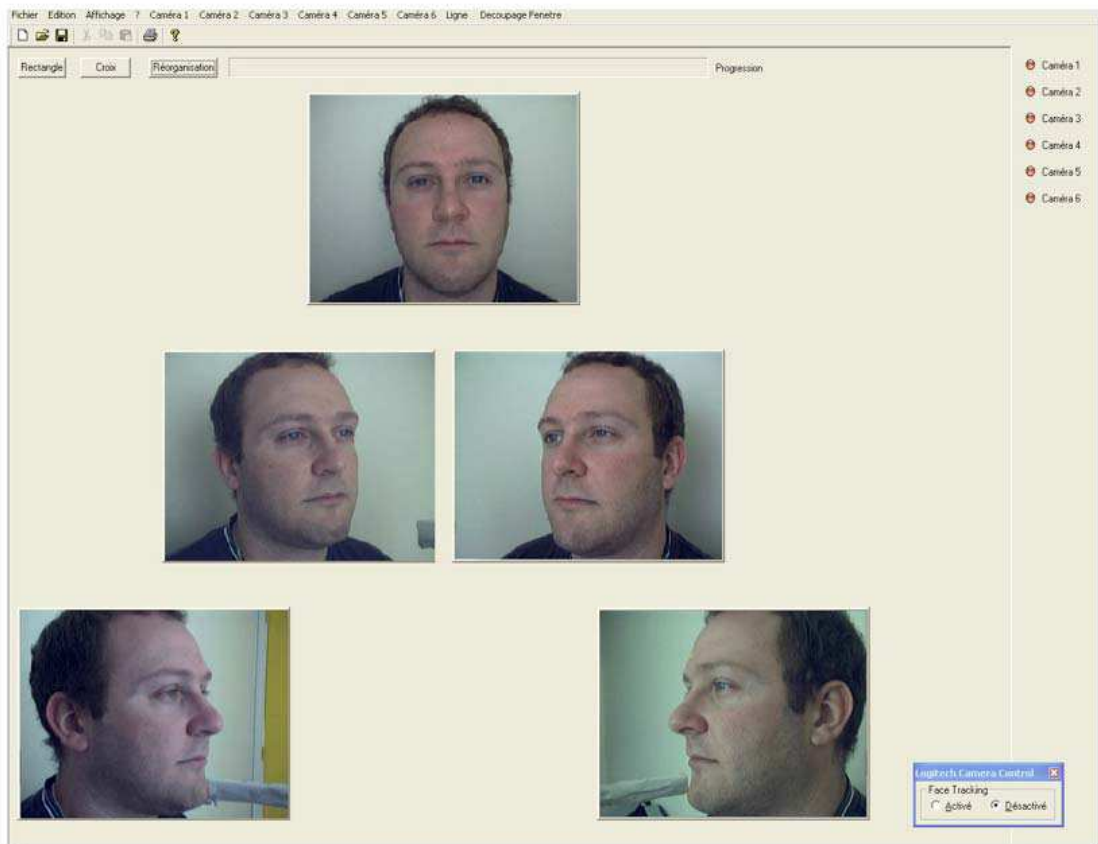 Fichier Edition Affichage ? Caméra 1 Caméra 2 Caméra 3 Caméra 4 Caméra 5 Caméra 6 Ligne Decoupage Fenetre
Rectangle Croix Réorganisation Progression
Caméra 1
Caméra 2
Caméra 3
Caméra 4
Caméra 5
Caméra 6
Logitech Camera Control
Face Tracking
Activé Désactivé